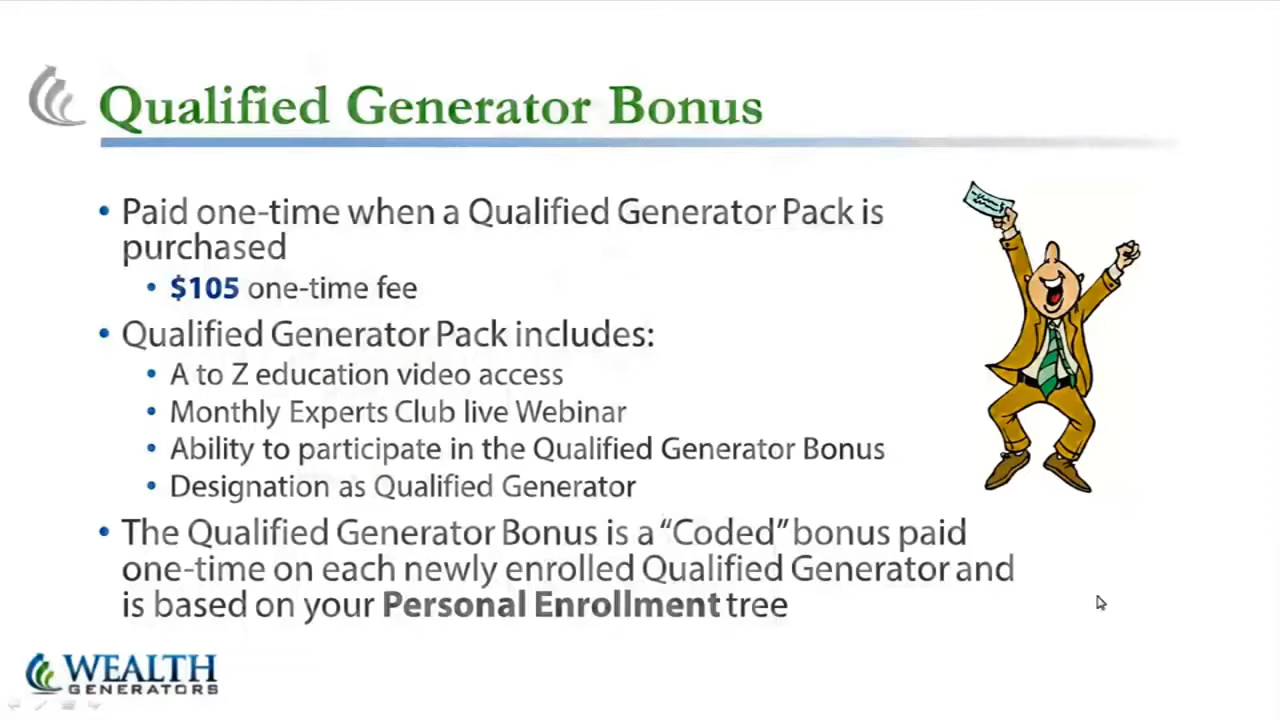 Qualified Generator Bonus
• Paid one-time when a Qualified Generator Pack is
purchased
• $105 one-time fee
• Qualified Generator Pack includes:
• A to Z education video access
• Monthly Experts Club live Webinar
• Ability to participate in the Qualified Generator Bonus
• Designation as Qualified Generator
• The Qualified Generator Bonus is a “Coded” bonus paid
one-time on each newly enrolled Qualified Generator and
is based on your Personal Enrollment tree
WEALTH
GENERATORS